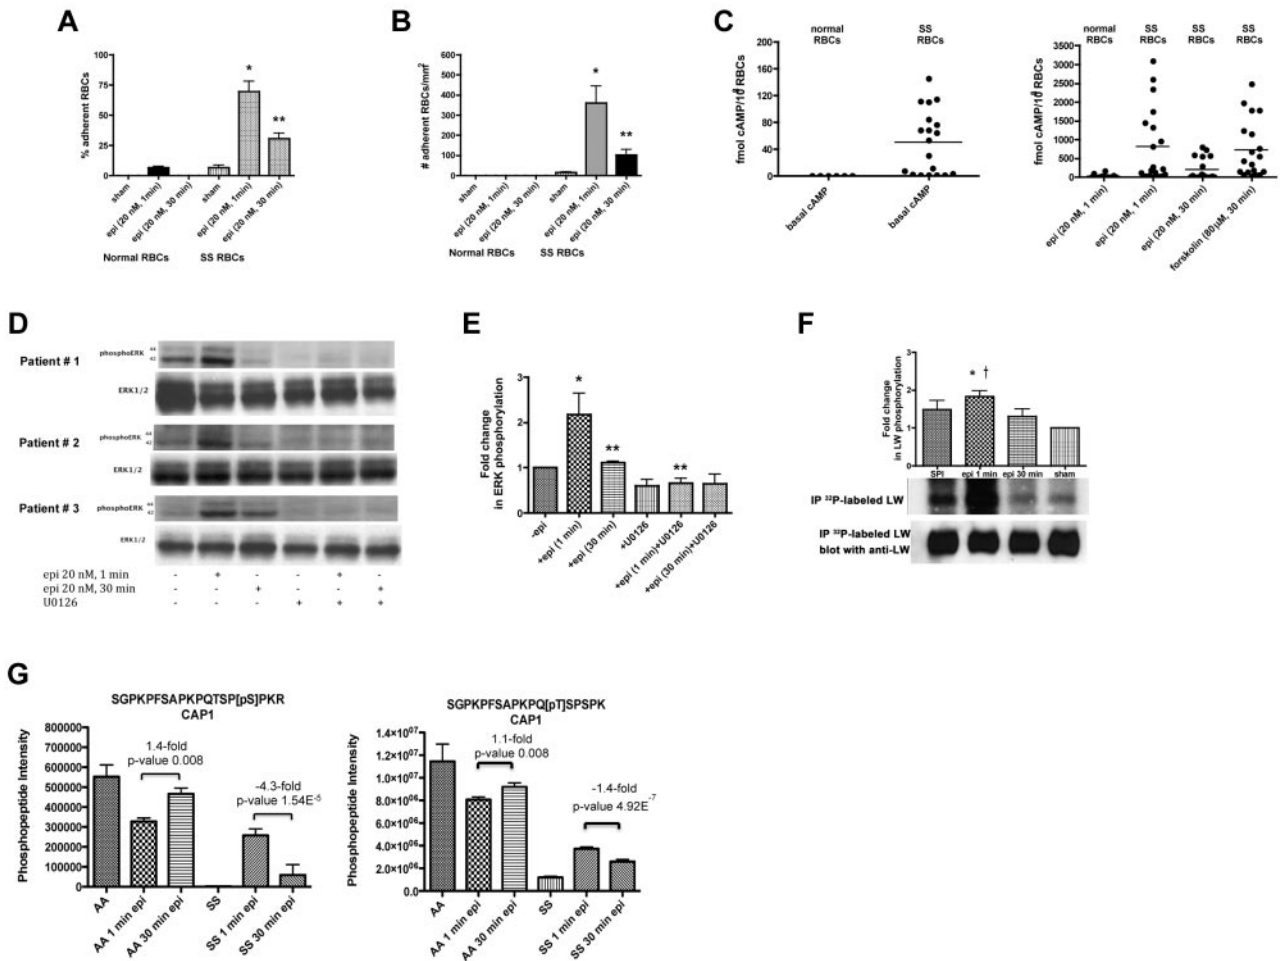 A
% adherent RBCs
100
75
50
25
0
sham
epi (20 nM, 1min)
epi (20 nM, 30 min)
sham
epi (20 nM, 1min)
epi (20 nM, 30 min)
*
**
Normal RBCs
SS RBCs
B
# adherent RBCs/mm²
600
500
400
300
200
100
0
sham
epi (20 nM, 1min)
epi (20 nM, 30 min)
sham
epi (20 nM, 1min)
epi (20 nM, 30 min)
*
**
Normal RBCs
SS RBCs
C
normal RBCs
SS RBCs
fmol cAMP/10⁸ RBCs
200
160
120
80
40
0
basal cAMP
basal cAMP
normal RBCs
SS RBCs
SS RBCs
SS RBCs
fmol cAMP/10⁸ RBCs
3500
3000
2500
2000
1500
1000
500
0
epi (20 nM, 1 min)
epi (20 nM, 1 min)
epi (20 nM, 30 min)
forskolin (80µM, 30 min)
D
Patient # 1
phosphoERK
44
42
ERK1/2
Patient # 2
phosphoERK
44
42
ERK1/2
Patient # 3
phosphoERK
44
42
ERK1/2
epi 20 nM, 1 min - + - - + -
epi 20 nM, 30 min - - + - - +
U0126 - - - + + +
E
Fold change
in ERK phosphorylation
3
2
1
0
*
**
**
-epi
+epi (1 min)
+epi (30 min)
+U0126
+epi (1 min)+U0126
+epi (30 min)+U0126
F
Fold change
in LW phosphorylation
3
2
1
0
* †
SPI
epi 1 min
epi 30 min
sham
IP ³²P-labeled LW
IP ³²P-labeled LW
blot with anti-LW
G
SGPKPFSAPKPQTSP[pS]PKR
CAP1
Phosphopeptide Intensity
800000
700000
600000
500000
400000
300000
200000
100000
0
1.4-fold
p-value 0.008
-4.3-fold
p-value 1.54E⁻⁵
AA
AA 1 min epi
AA 30 min epi
SS
SS 1 min epi
SS 30 min epi
SGPKPFSAPKPQ[pT]SPSPK
CAP1
Phosphopeptide Intensity
1.4×10⁰⁷
1.2×10⁰⁷
1.0×10⁰⁷
8.0×10⁰⁶
6.0×10⁰⁶
4.0×10⁰⁶
2.0×10⁰⁶
0.0
1.1-fold
p-value 0.008
-1.4-fold
p-value 4.92E⁻⁷
AA
AA 1 min epi
AA 30 min epi
SS
SS 1 min epi
SS 30 min epi